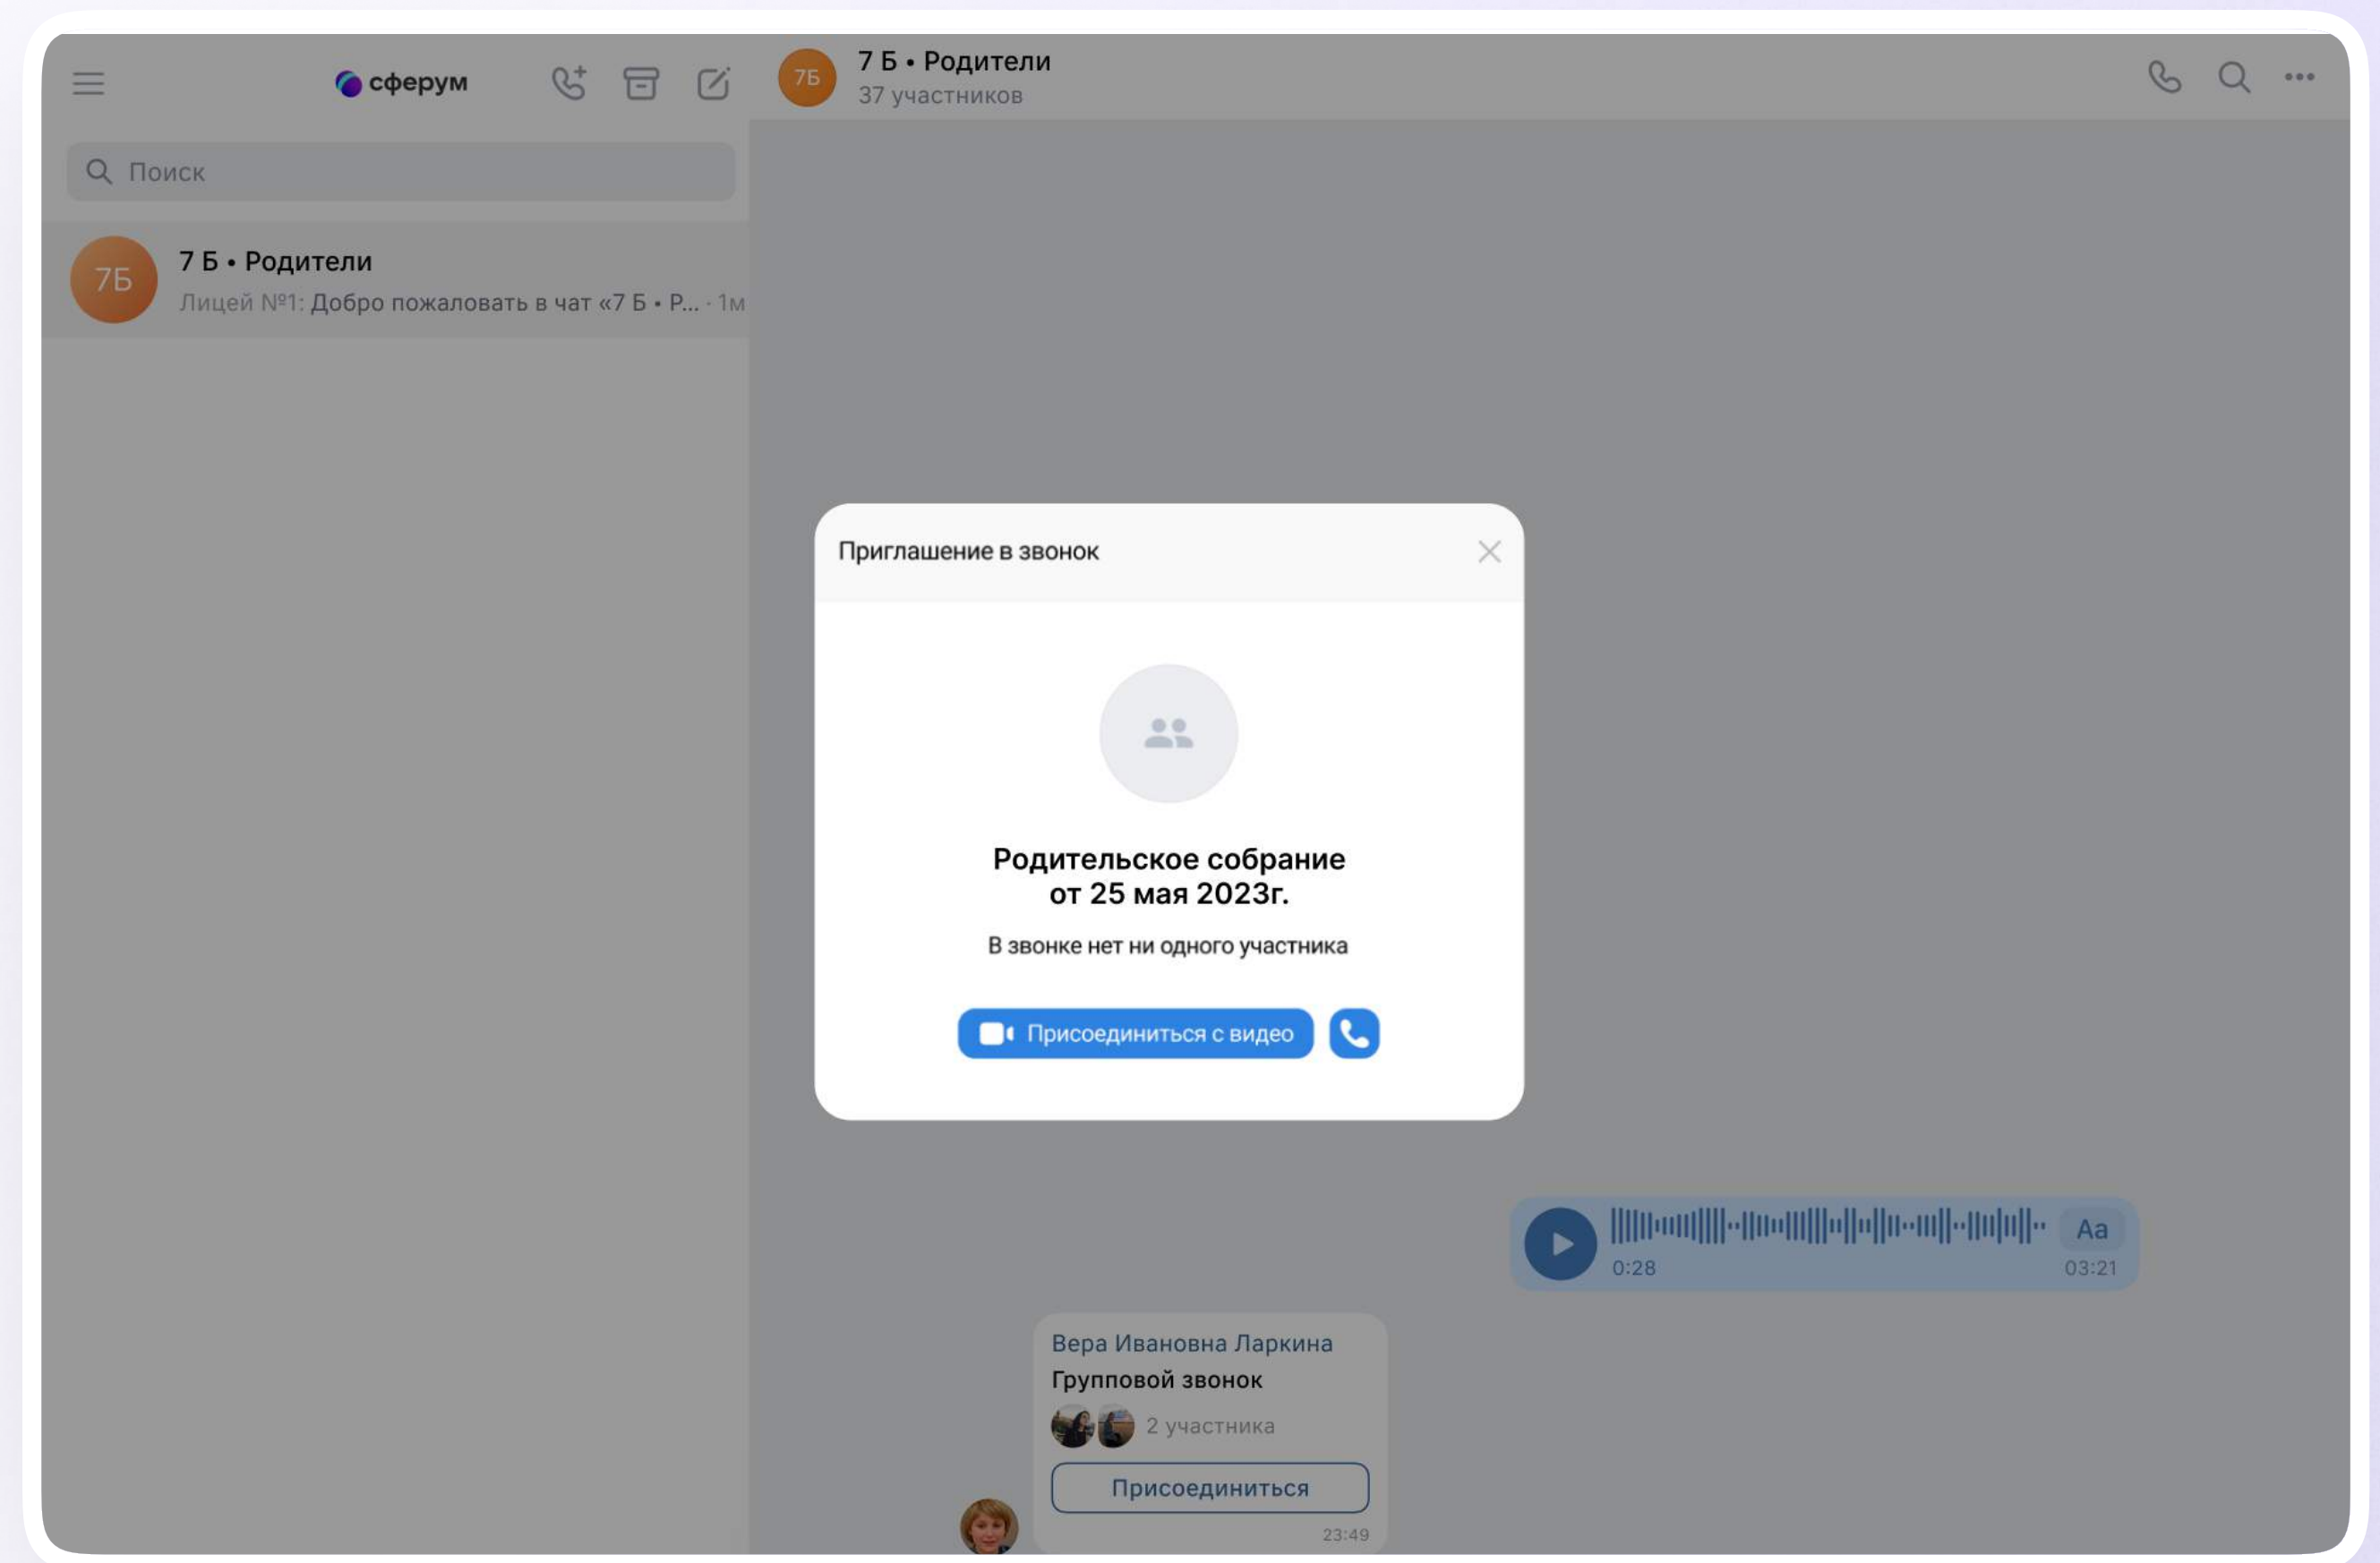 сферум
Поиск
7Б
7 Б • Родители
Лицей №1: Добро пожаловать в чат «7 Б • Р... · 1м
7Б
7 Б • Родители
37 участников
Приглашение в звонок
Родительское собрание
от 25 мая 2023г.
В звонке нет ни одного участника
Присоединиться с видео
Aa
0:28
03:21
Вера Ивановна Ларкина
Групповой звонок
2 участника
Присоединиться
23:49